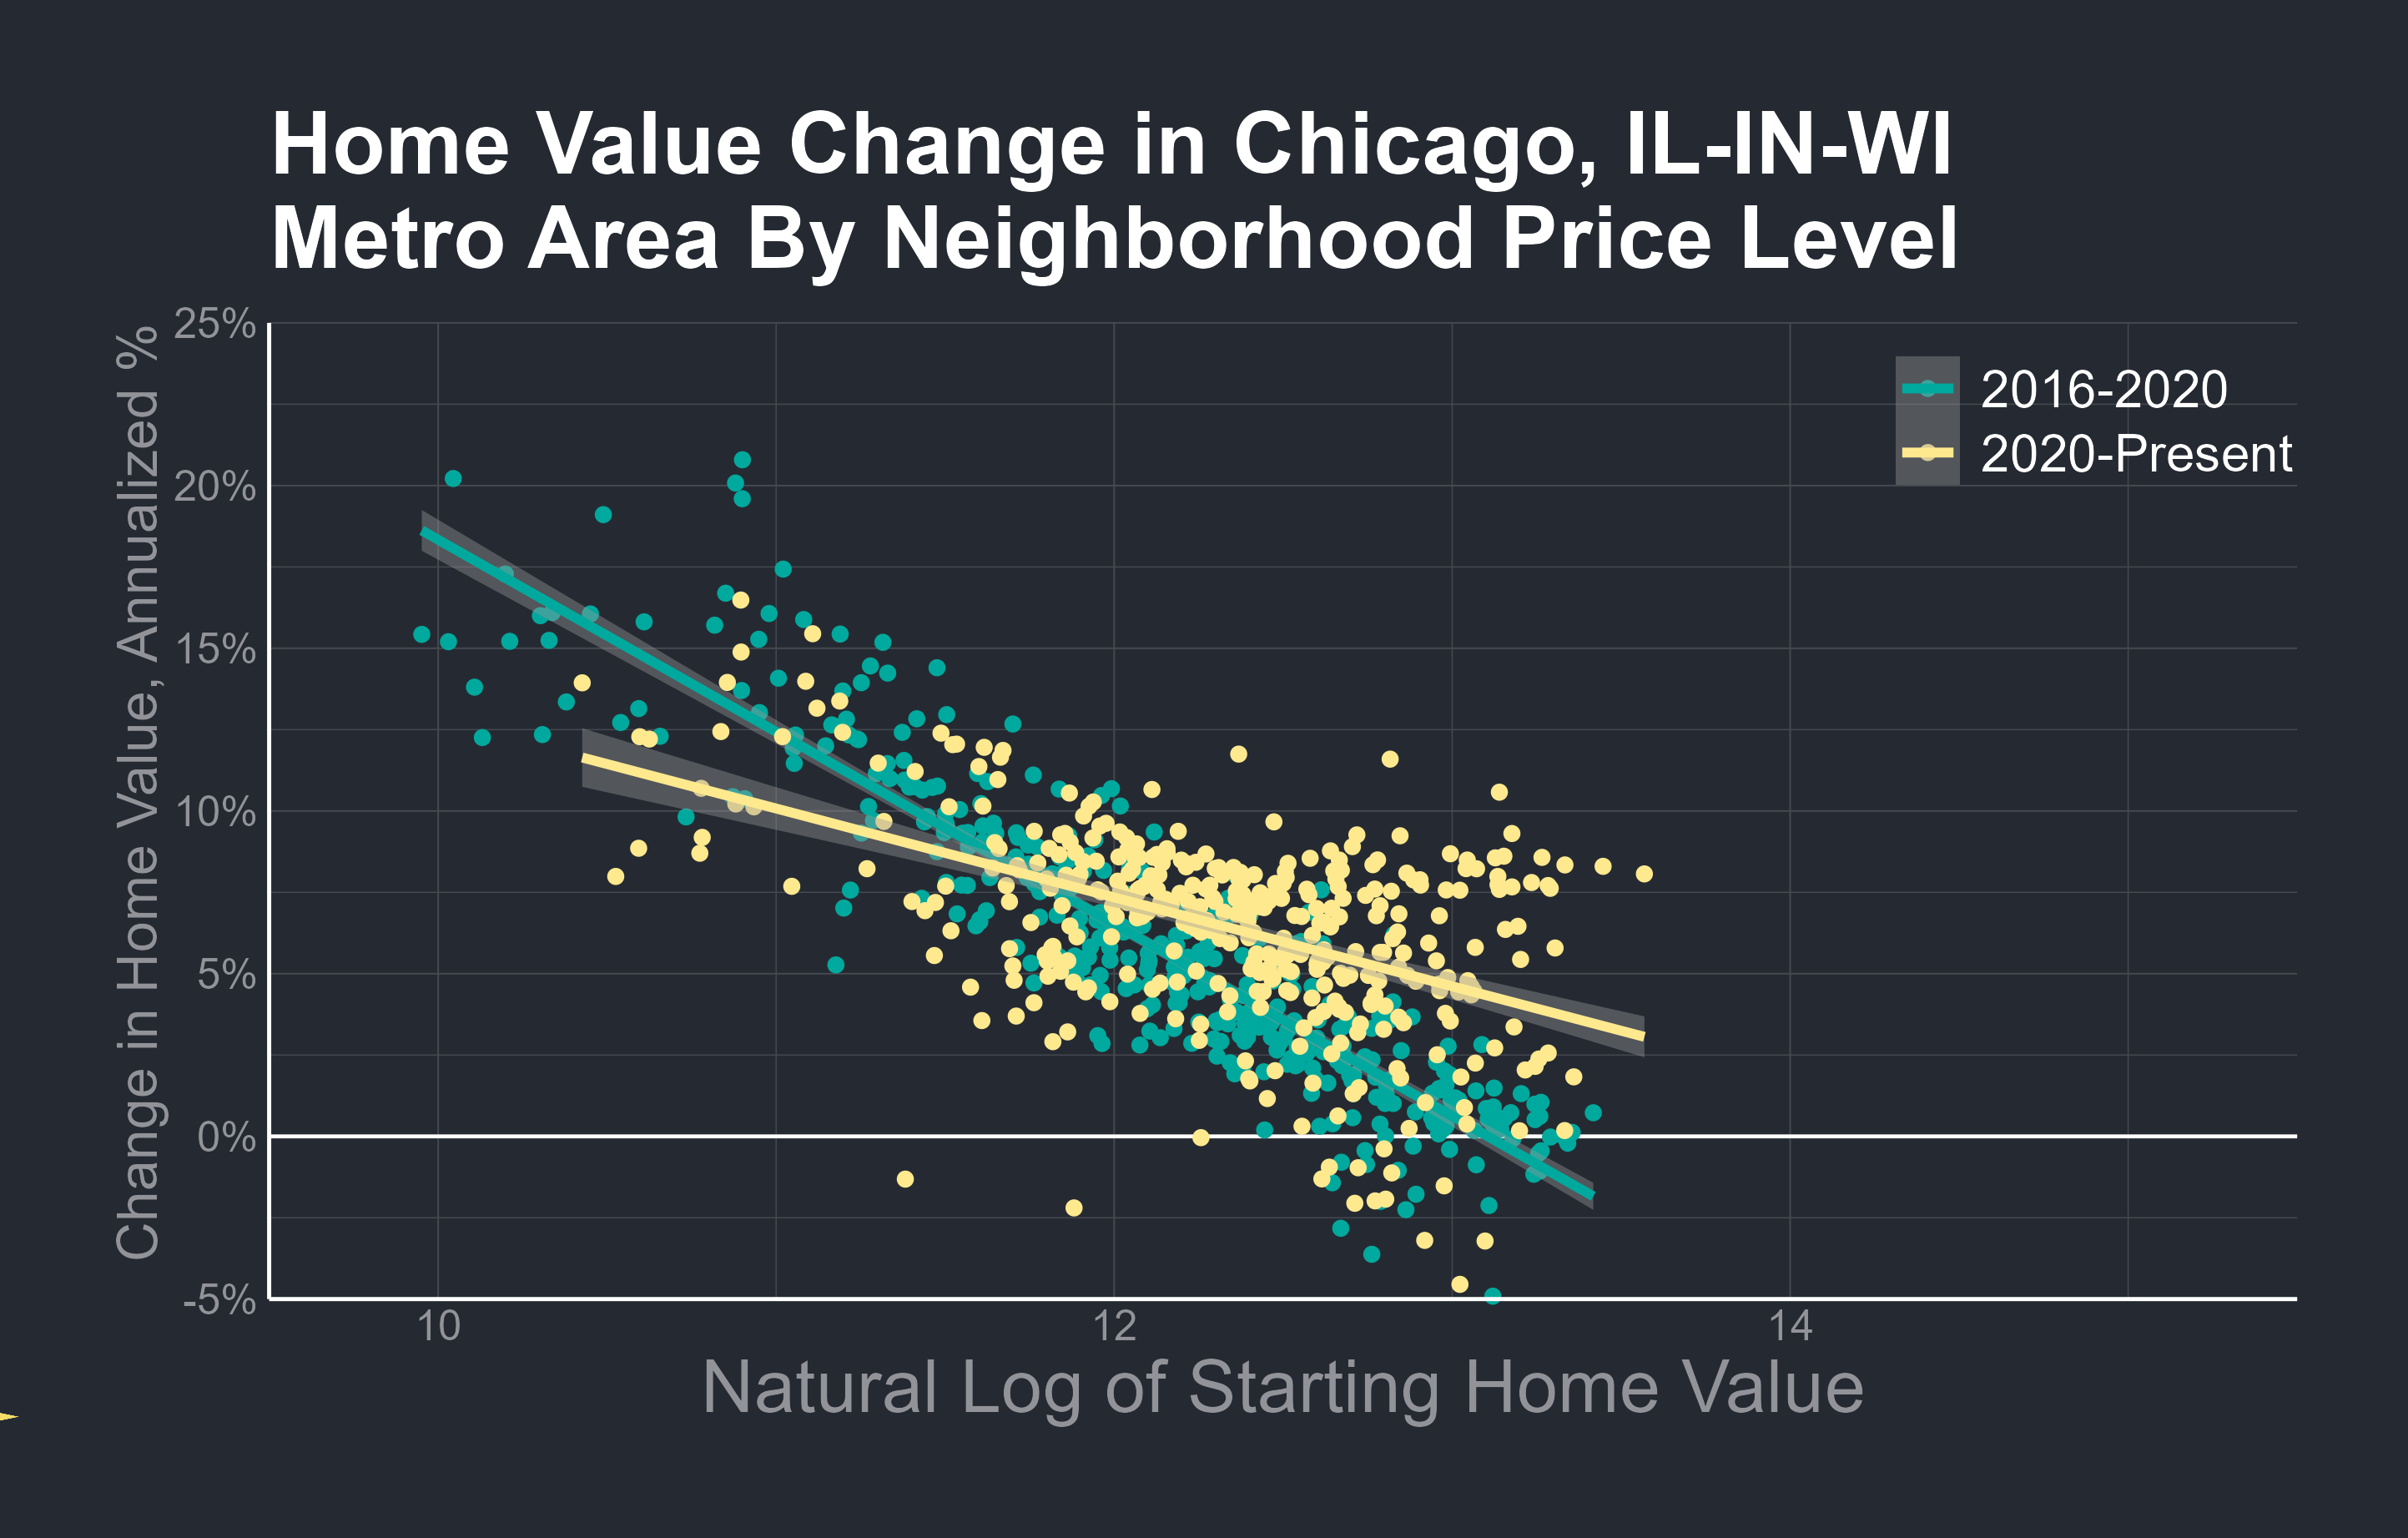 Home Value Change in Chicago, IL-IN-WI
Metro Area By Neighborhood Price Level
Change in Home Value, Annualized %
25%
20%
15%
10%
5%
0%
-5%
2016-2020
2020-Present
10
12
14
Natural Log of Starting Home Value